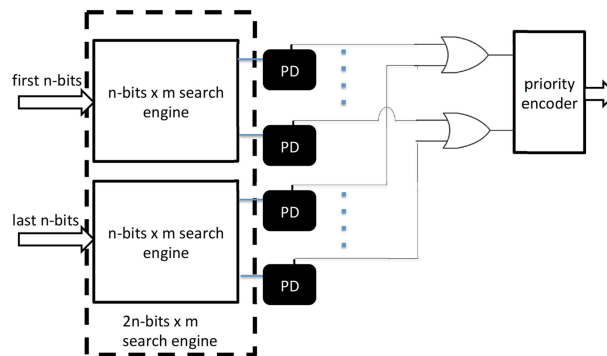 first n-bits
n-bits x m search
engine
PD
PD
priority
encoder
last n-bits
n-bits x m search
engine
PD
PD
2n-bits x m
search engine